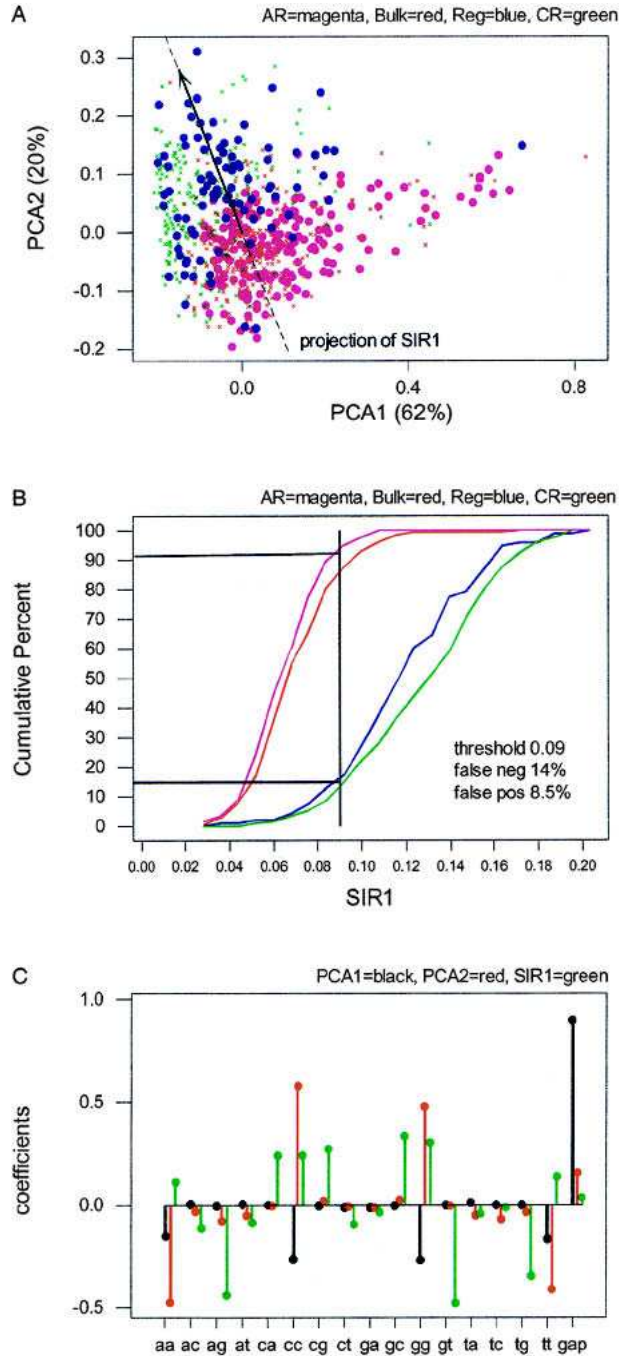 A
AR=magenta, Bulk=red, Reg=blue, CR=green
0.3
0.2
0.1
0.0
-0.1
-0.2
PCA2 (20%)
projection of SIR1
0.0 0.4 0.8
PCA1 (62%)
B
AR=magenta, Bulk=red, Reg=blue, CR=green
100
90
80
70
60
50
40
30
20
10
0
Cumulative Percent
threshold 0.09
false neg 14%
false pos 8.5%
0.00 0.02 0.04 0.06 0.08 0.10 0.12 0.14 0.16 0.18 0.20
SIR1
C
PCA1=black, PCA2=red, SIR1=green
1.0
0.5
0.0
-0.5
coefficients
aa ac ag at ca cc cg ct ga gc gg gt ta tc tg tt gap